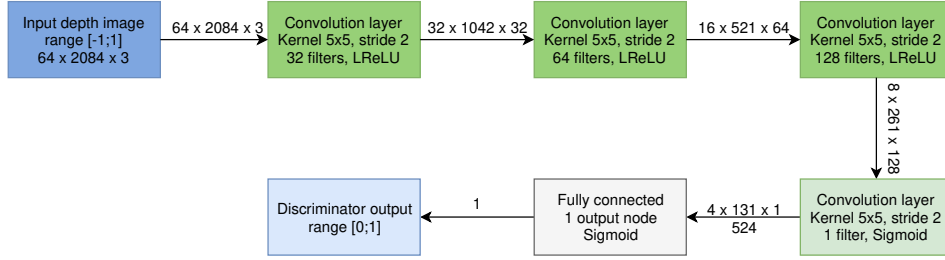 Input depth image
range [-1;1]
64 x 2084 x 3
64 x 2084 x 3
Convolution layer
Kernel 5x5, stride 2
32 filters, LReLU
32 x 1042 x 32
Convolution layer
Kernel 5x5, stride 2
64 filters, LReLU
16 x 521 x 64
Convolution layer
Kernel 5x5, stride 2
128 filters, LReLU
8 x 261 x 128
Convolution layer
Kernel 5x5, stride 2
1 filter, Sigmoid
4 x 131 x 1
524
Fully connected
1 output node
Sigmoid
1
Discriminator output
range [0;1]